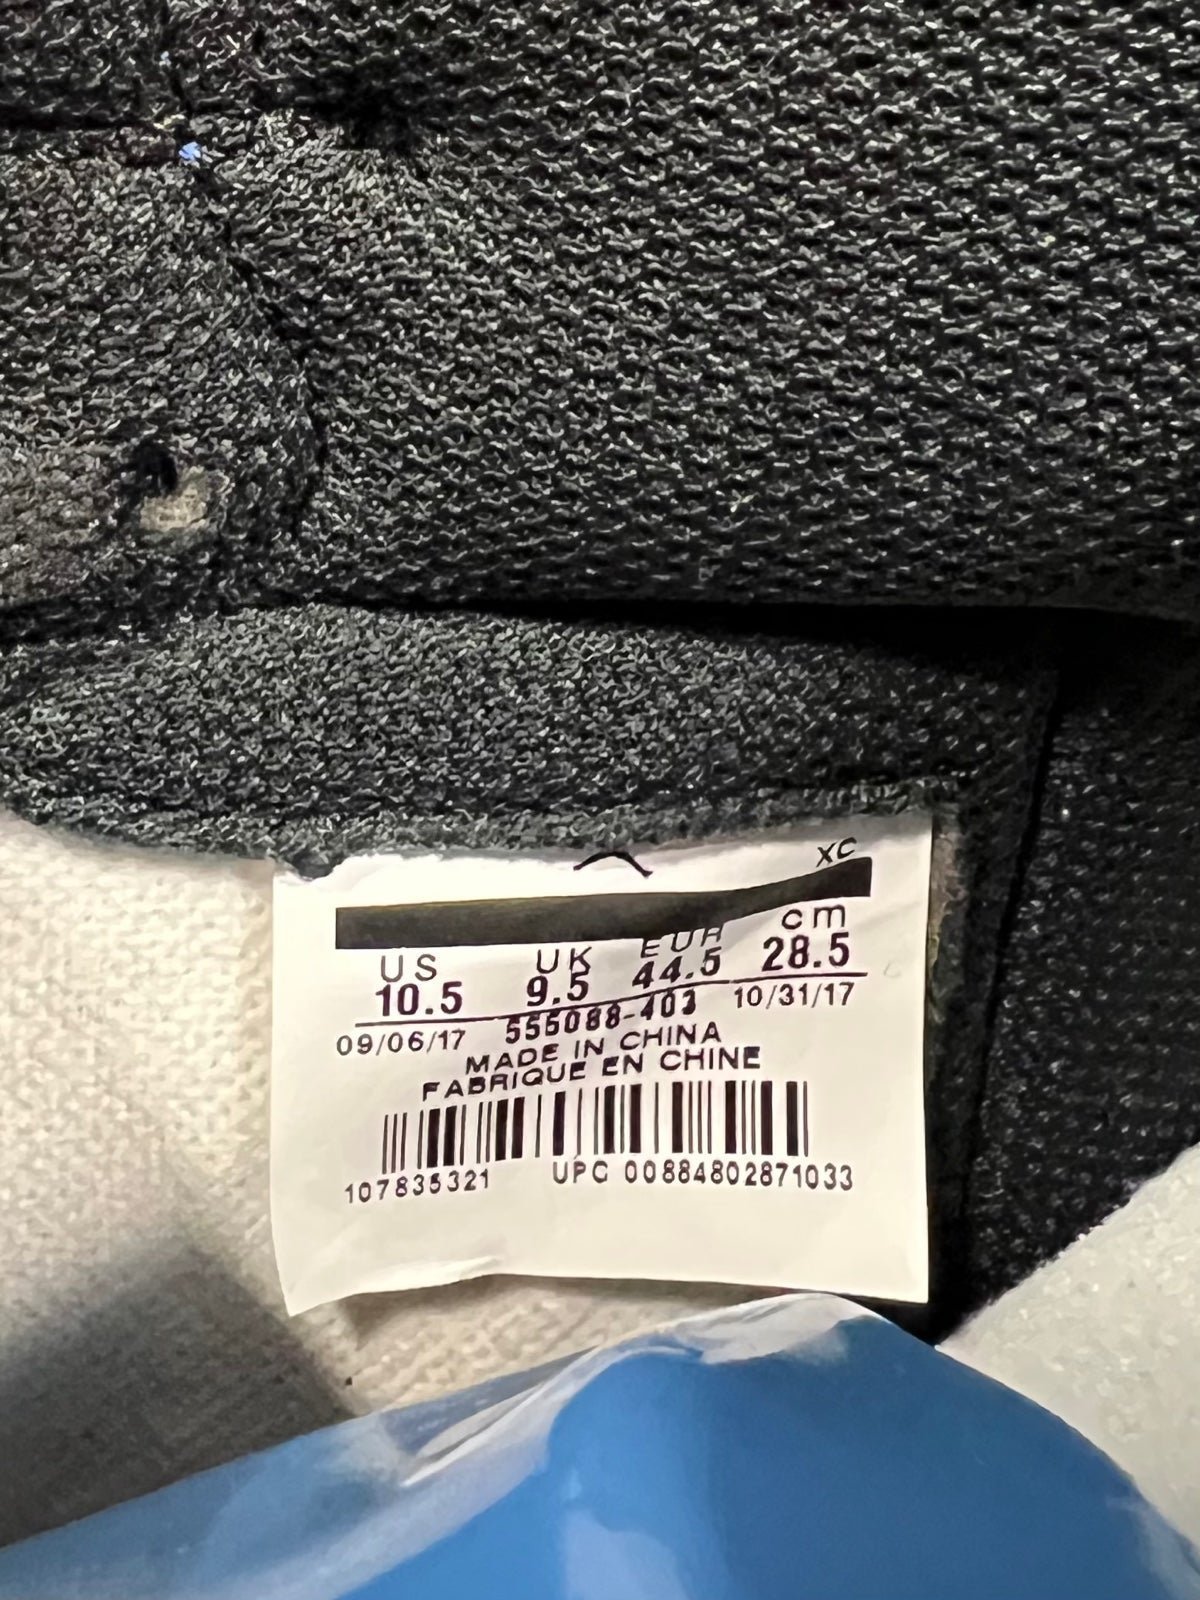 XC
US UK EUR cm
10.5 9.5 44.5 28.5
09/06/17 555088-403 10/31/17
MADE IN CHINA
FABRIQUE EN CHINE
107835321 UPC 00884802871033